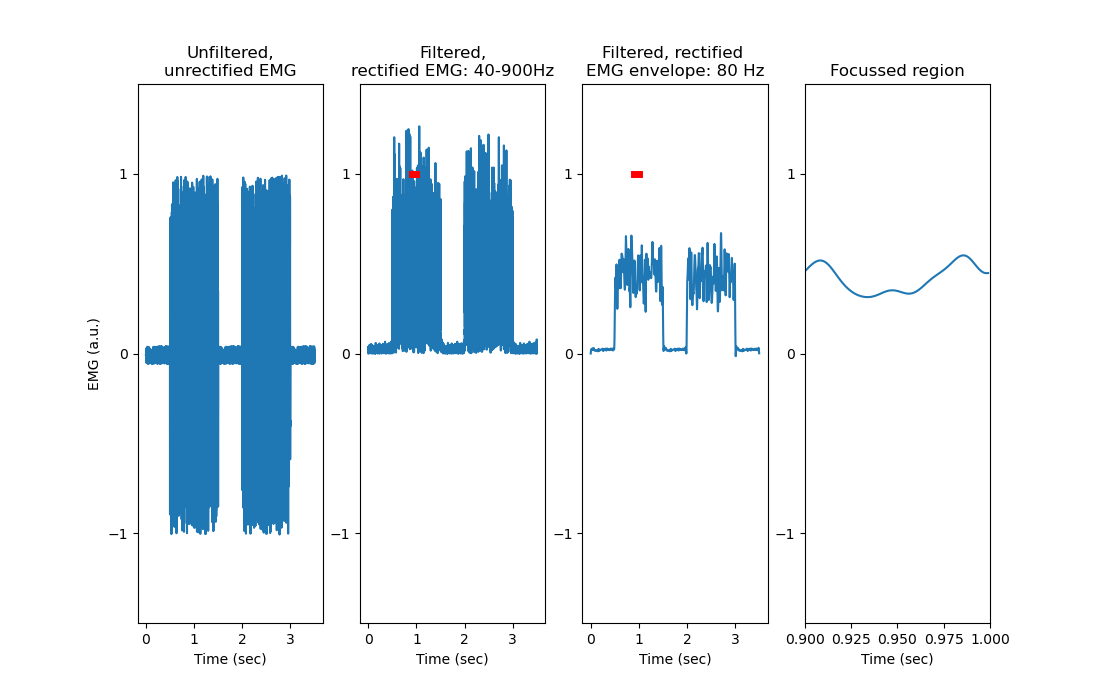 Unfiltered,
unrectified EMG
Filtered,
rectified EMG: 40-900Hz
Filtered, rectified
EMG envelope: 80 Hz
Focussed region
EMG (a.u.)
1
0
−1
0 1 2 3
Time (sec)
1
0
−1
0 1 2 3
Time (sec)
1
0
−1
0 1 2 3
Time (sec)
1
0
−1
0.900 0.925 0.950 0.975 1.000
Time (sec)